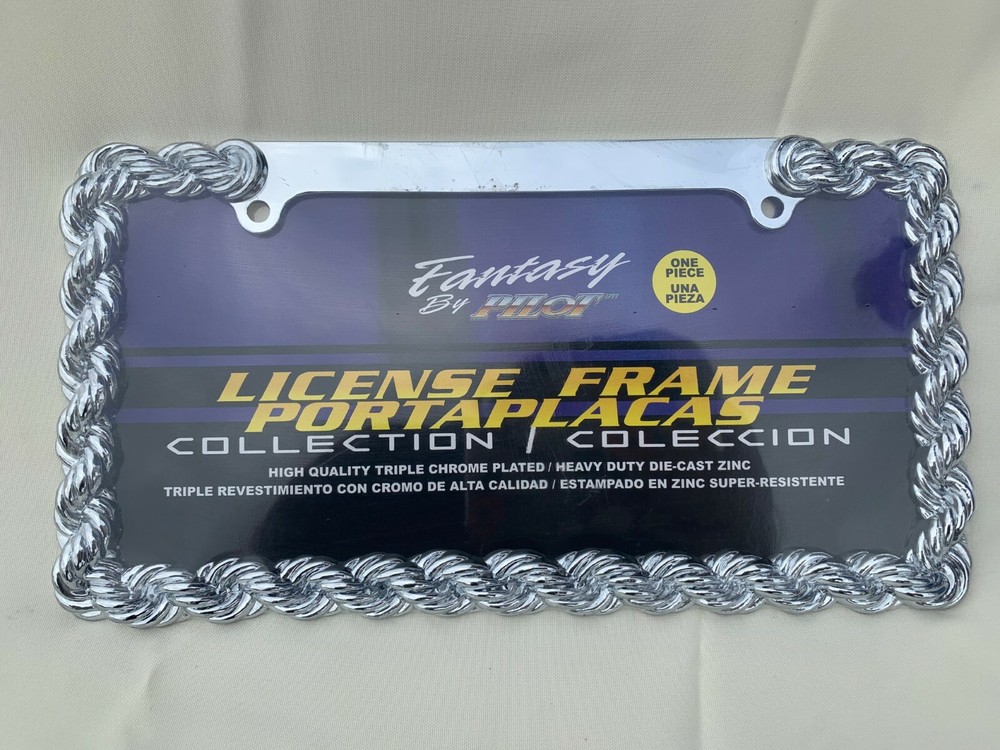 Fantasy
By PILOT
ONE
PIECE
UNA
PIEZA
LICENSE FRAME
PORTAPLACAS
COLLECTION / COLECCION
HIGH QUALITY TRIPLE CHROME PLATED / HEAVY DUTY DIE-CAST ZINC
TRIPLE REVESTIMIENTO CON CROMO DE ALTA CALIDAD / ESTAMPADO EN ZINC SUPER-RESISTENTE